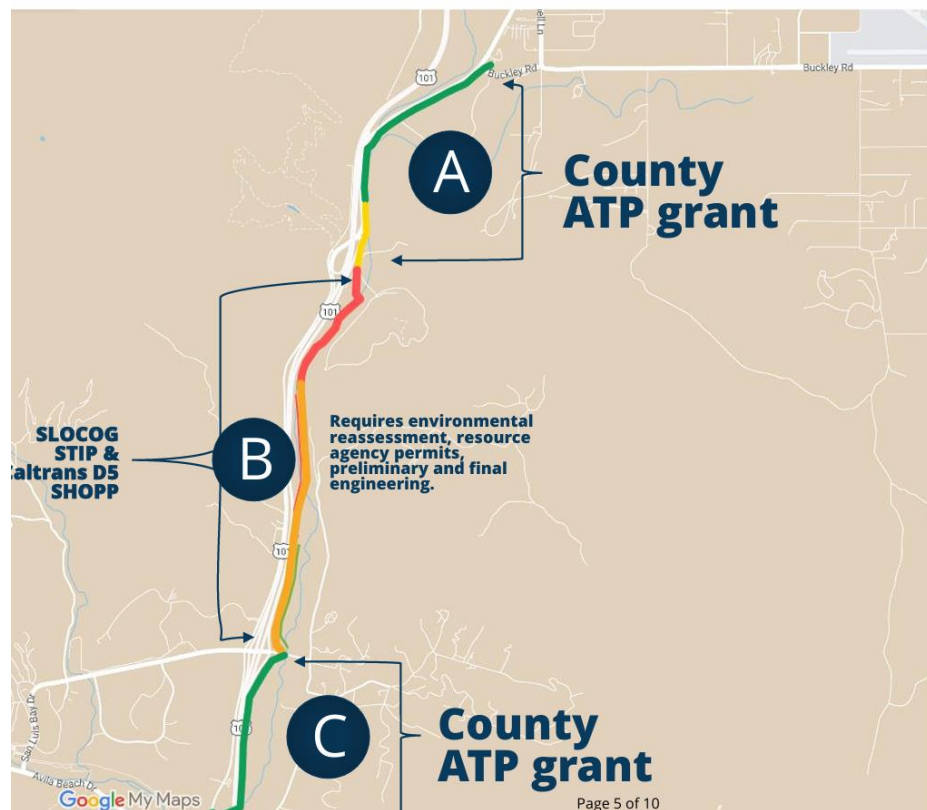 101
Buckley Rd
Buckley Rd
A
County
ATP grant
101
SLOCOG
STIP &
D5
SHOPP
B
Requires environmental
reassessment, resource
agency permits,
preliminary and final
engineering.
101
San Luis Bay Dr
C
County
ATP grant
101
Avila Beach Dr
Google My Maps
Page 5 of 10